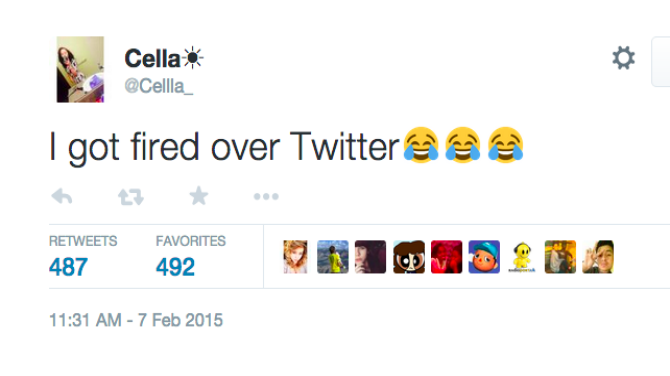 Cella☀
@Cellla_
I got fired over Twitter😂😂😂
RETWEETS FAVORITES
487 492
11:31 AM - 7 Feb 2015